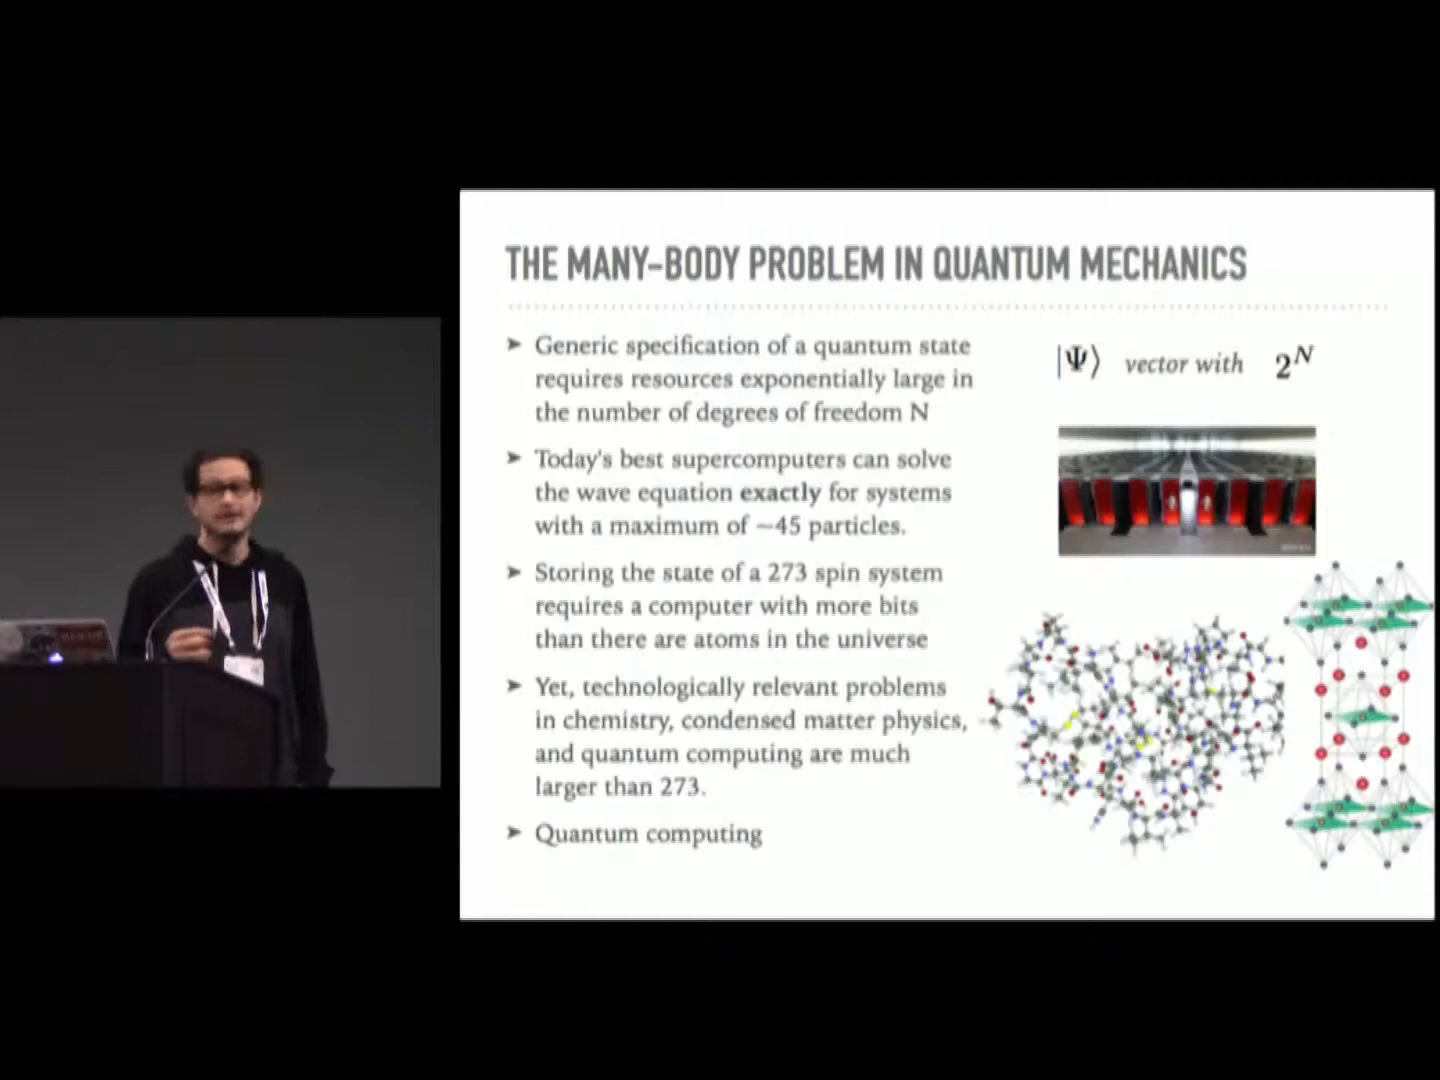 THE MANY-BODY PROBLEM IN QUANTUM MECHANICS
➤ Generic specification of a quantum state
requires resources exponentially large in
the number of degrees of freedom N
➤ Today's best supercomputers can solve
the wave equation exactly for systems
with a maximum of ~45 particles.
➤ Storing the state of a 273 spin system
requires a computer with more bits
than there are atoms in the universe
➤ Yet, technologically relevant problems
in chemistry, condensed matter physics,
and quantum computing are much
larger than 273.
➤ Quantum computing
|Ψ⟩ vector with 2^N